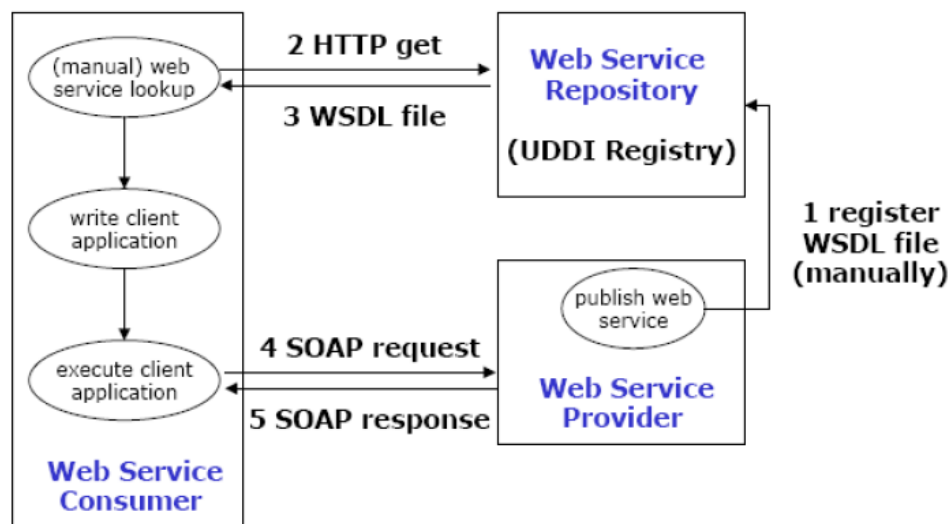 (manual) web
service lookup
write client
application
execute client
application
Web Service
Consumer
2 HTTP get
3 WSDL file
Web Service
Repository
(UDDI Registry)
1 register
WSDL file
(manually)
publish web
service
4 SOAP request
5 SOAP response
Web Service
Provider